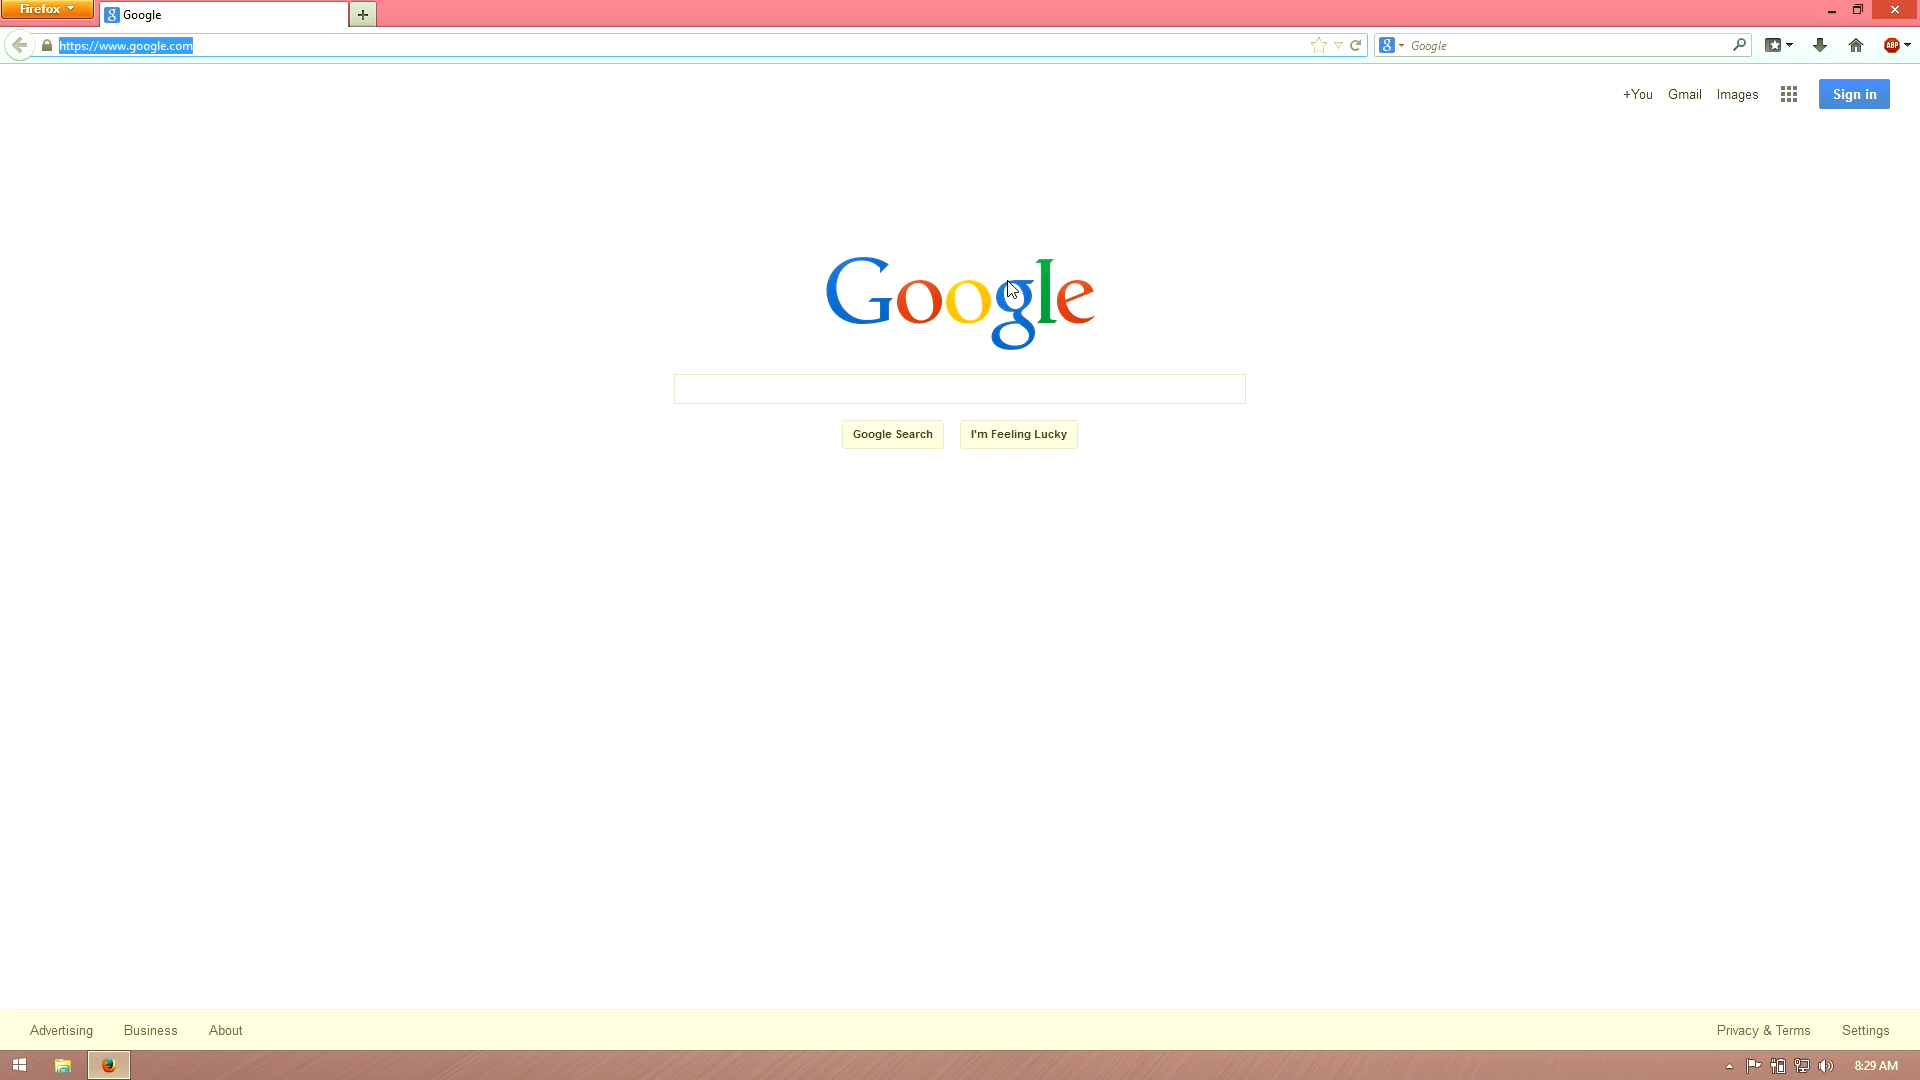 Firefox
Google
https://www.google.com
Google
ABP
+You Gmail Images Sign in
Google
Google Search I'm Feeling Lucky
Advertising Business About Privacy & Terms Settings
8:29 AM